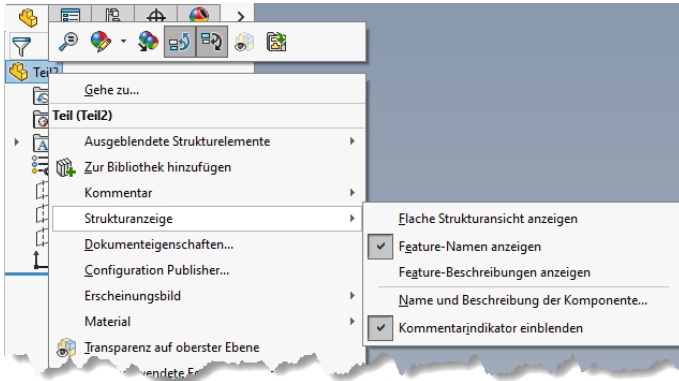 Teil2
Gehe zu...
Teil (Teil2)
Ausgeblendete Strukturelemente
Zur Bibliothek hinzufügen
Kommentar
Strukturanzeige
Flache Strukturansicht anzeigen
Dokumenteigenschaften...
Feature-Namen anzeigen
Configuration Publisher...
Feature-Beschreibungen anzeigen
Erscheinungsbild
Name und Beschreibung der Komponente...
Material
Kommentarindikator einblenden
Transparenz auf oberster Ebene